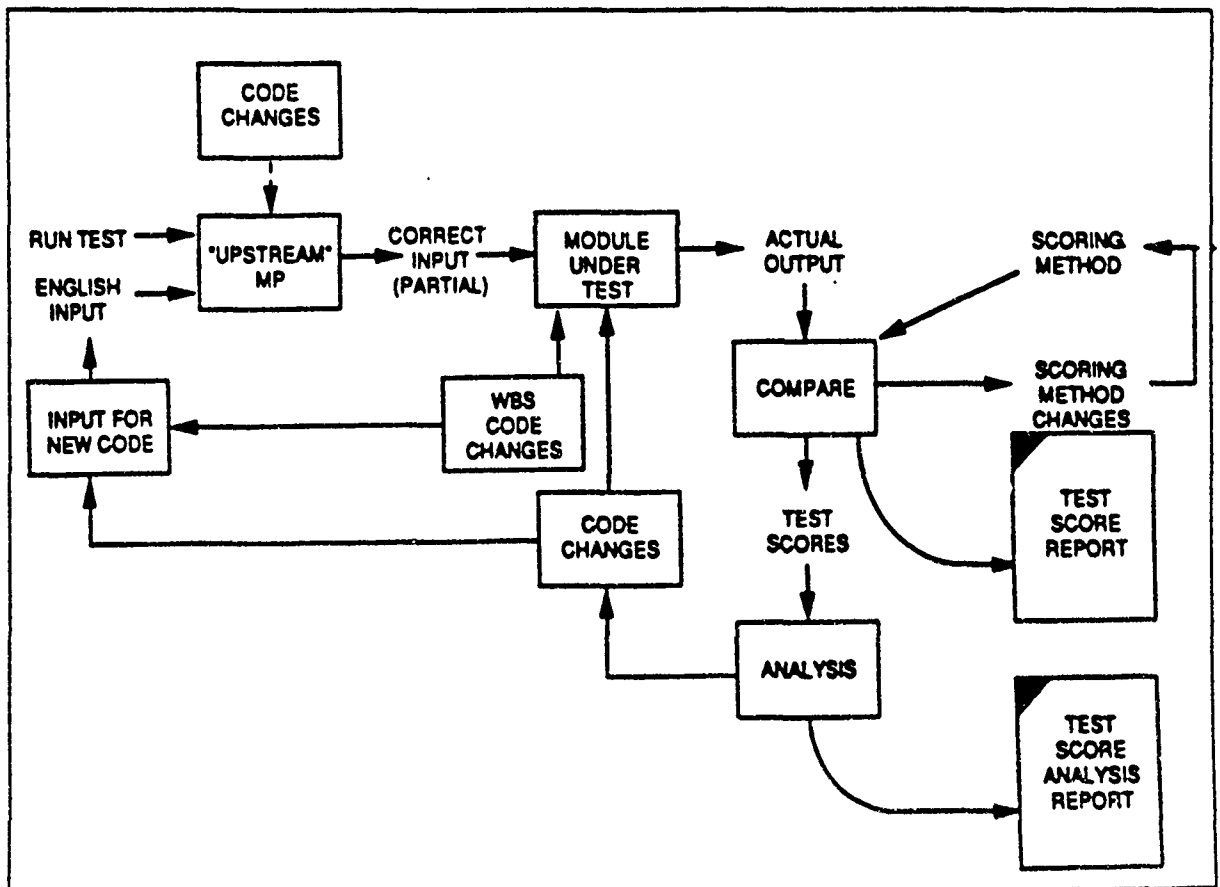 CODE
CHANGES
RUN TEST
"UPSTREAM"
MP
ENGLISH
INPUT
CORRECT
INPUT
(PARTIAL)
MODULE
UNDER
TEST
ACTUAL
OUTPUT
SCORING
METHOD
INPUT FOR
NEW CODE
WBS
CODE
CHANGES
COMPARE
SCORING
METHOD
CHANGES
CODE
CHANGES
TEST
SCORES
TEST
SCORE
REPORT
ANALYSIS
TEST
SCORE
ANALYSIS
REPORT